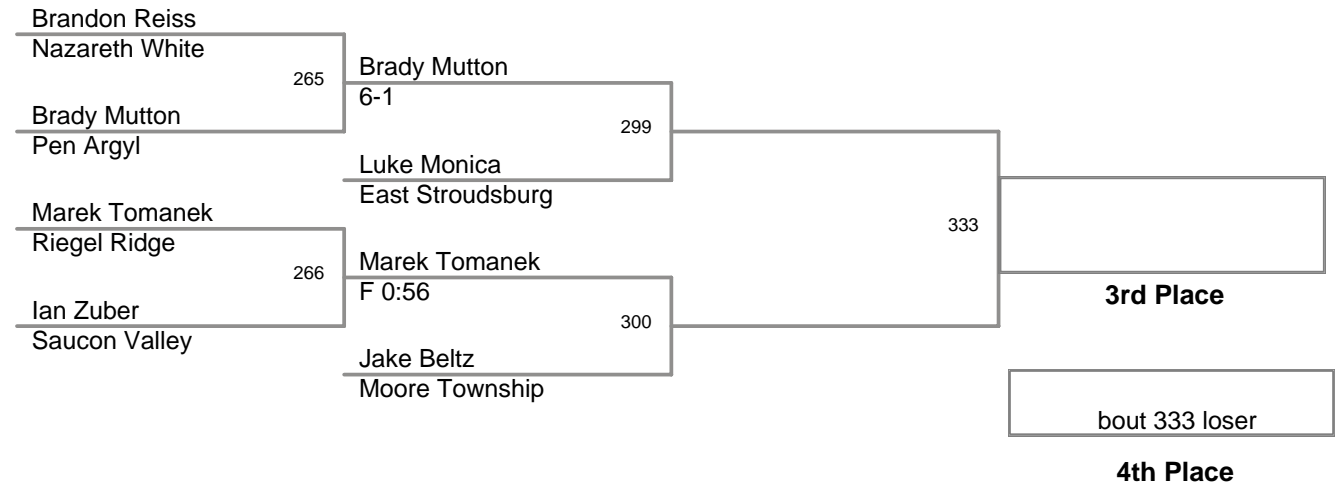 Brandon Reiss
Nazareth White
265
Brady Mutton
Pen Argyl
Marek Tomanek
Riegel Ridge
266
Ian Zuber
Saucon Valley
Brady Mutton
6-1
299
Luke Monica
East Stroudsburg
Marek Tomanek
F 0:56
300
Jake Beltz
Moore Township
333
3rd Place
bout 333 loser
4th Place